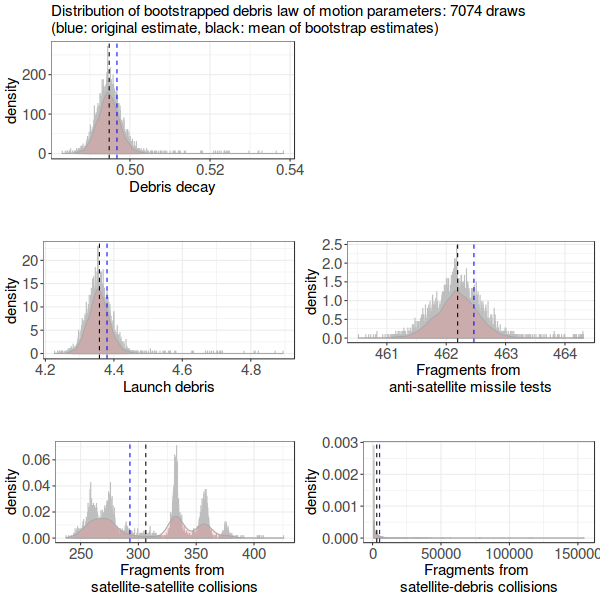 Distribution of bootstrapped debris law of motion parameters: 7074 draws
(blue: original estimate, black: mean of bootstrap estimates)
density
200
100
0
0.50 0.52 0.54
Debris decay
density
20
15
10
5
0
4.2 4.4 4.6 4.8
Launch debris
density
2.5
2.0
1.5
1.0
0.5
0.0
461 462 463 464
Fragments from
anti-satellite missile tests
density
0.06
0.04
0.02
0.00
250 300 350 400
Fragments from
satellite-satellite collisions
density
0.003
0.002
0.001
0.000
0 50000 100000 150000
Fragments from
satellite-debris collisions